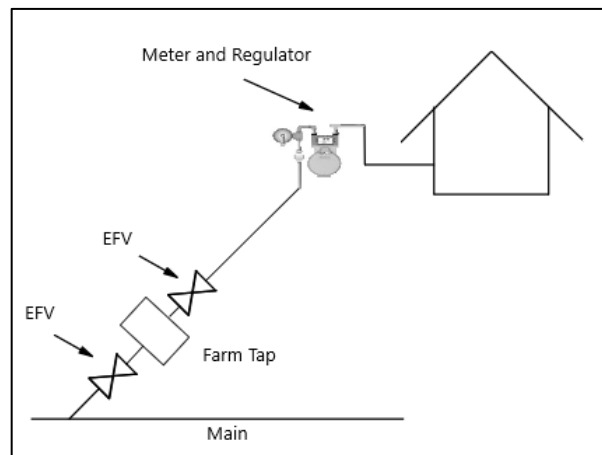 Meter and Regulator
EFV
EFV
Farm Tap
Main